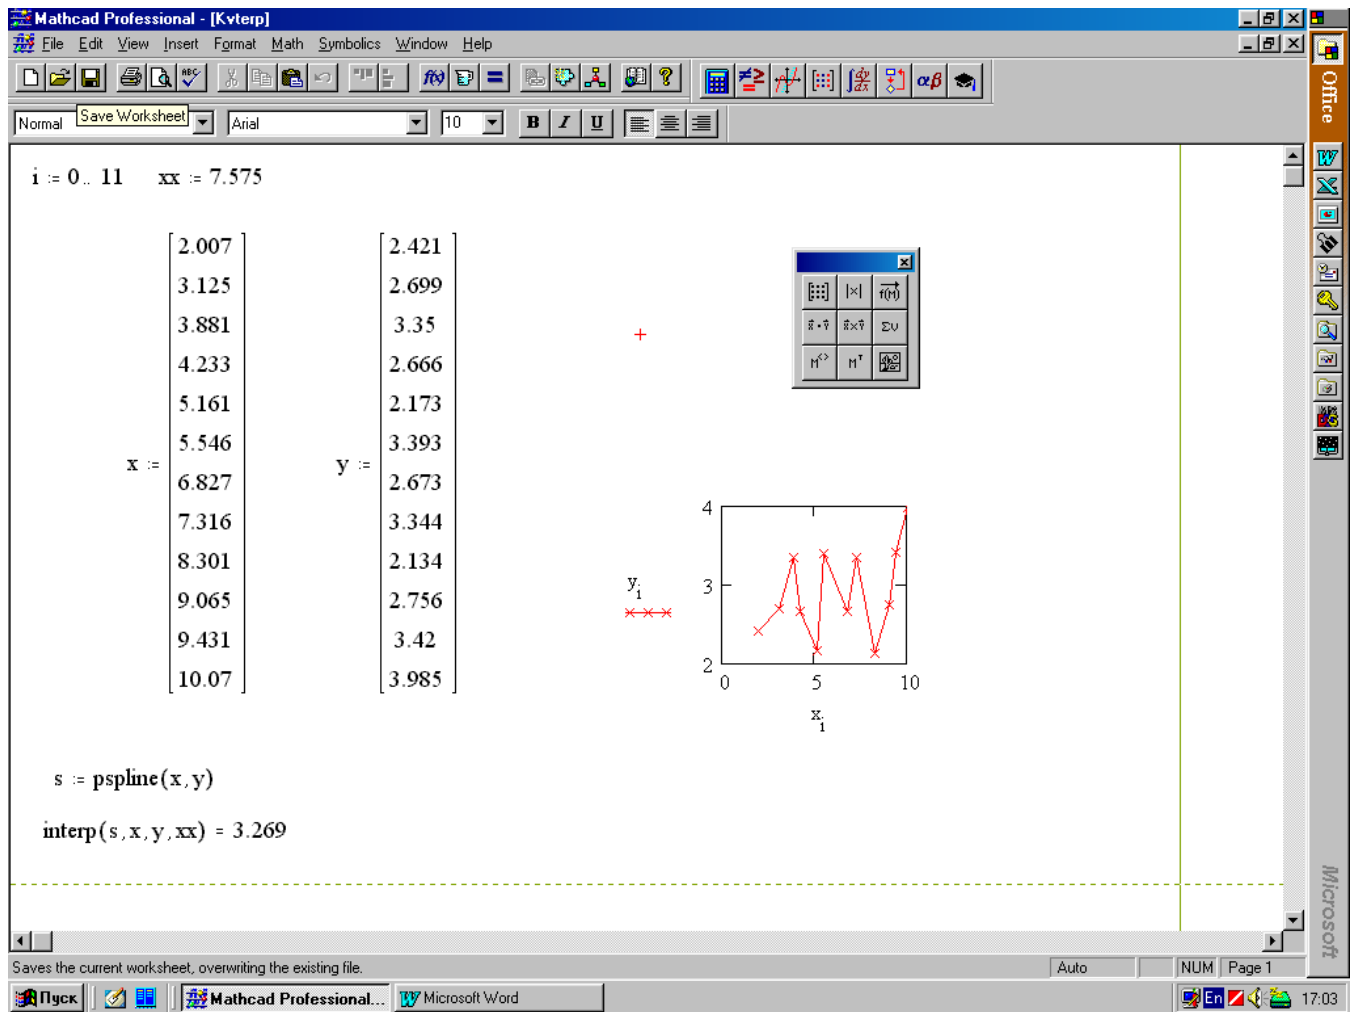 Mathcad Professional - [Kvterp]
File Edit View Insert Format Math Symbolics Window Help
Normal Save Worksheet Arial 10 B I U
Office
i := 0.. 11 xx := 7.575
x := 
2.007
3.125
3.881
4.233
5.161
5.546
6.827
7.316
8.301
9.065
9.431
10.07
y := 
2.421
2.699
3.35
2.666
2.173
3.393
2.673
3.344
2.134
2.756
3.42
3.985
4
3
2
0 5 10
y i
x i
s := pspline(x,y)
interp(s,x,y,xx) = 3.269
Microsoft
Saves the current worksheet, overwriting the existing file. Auto NUM Page 1
Пуск Mathcad Professional... Microsoft Word En 17:03